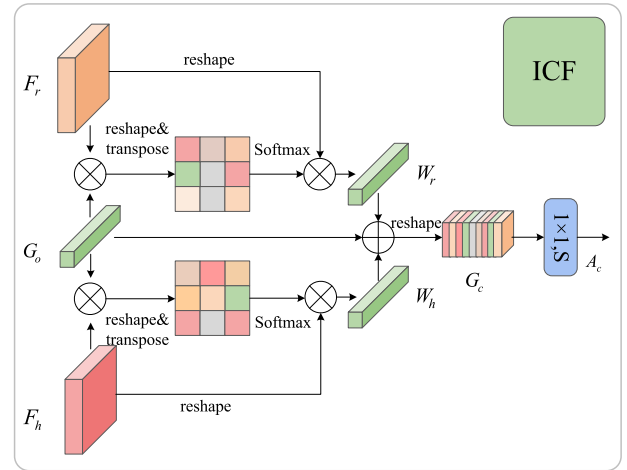 reshape
F_r
ICF
reshape&
transpose
Softmax
W_r
reshape
G_o
1×1,S
A_c
G_c
W_h
reshape&
transpose
Softmax
reshape
F_h